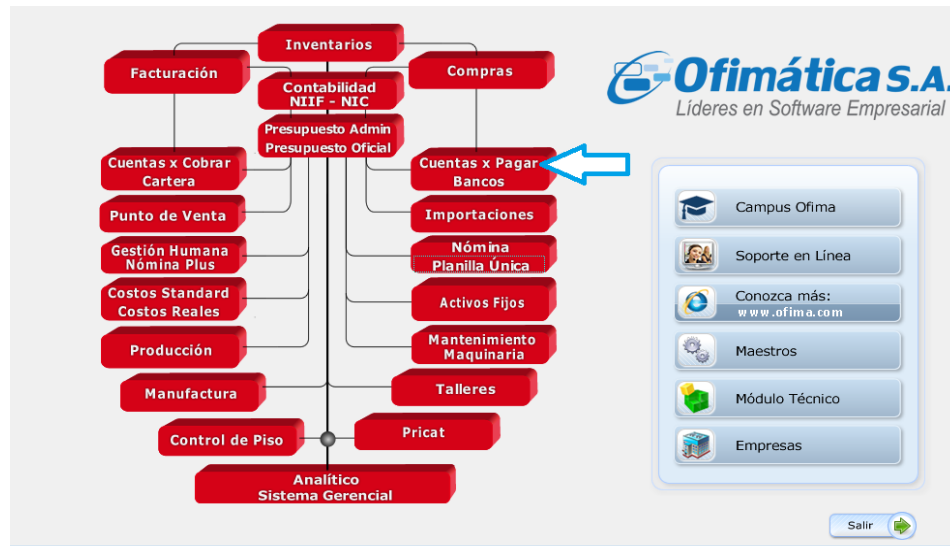 Inventarios
Facturación
Compras
Contabilidad
NIIF - NIC
Presupuesto Admin
Presupuesto Oficial
Cuentas x Cobrar
Cartera
Cuentas x Pagar
Bancos
Punto de Venta
Importaciones
Gestión Humana
Nómina Plus
Nómina
Planilla Única
Costos Standard
Costos Reales
Activos Fijos
Producción
Mantenimiento
Maquinaria
Manufactura
Talleres
Control de Piso
Pricat
Analítico
Sistema Gerencial
Ofimática S.A.
Líderes en Software Empresarial
Campus Ofima
Soporte en Línea
Conozca más:
www.ofima.com
Maestros
Módulo Técnico
Empresas
Salir